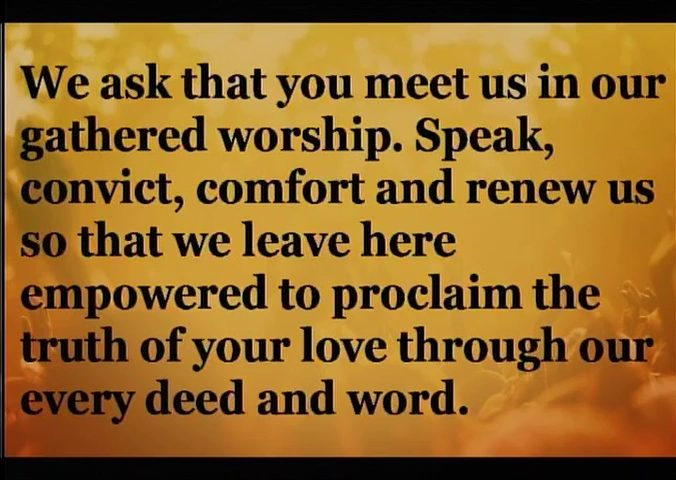 We ask that you meet us in our
gathered worship. Speak,
convict, comfort and renew us
so that we leave here
empowered to proclaim the
truth of your love through our
every deed and word.